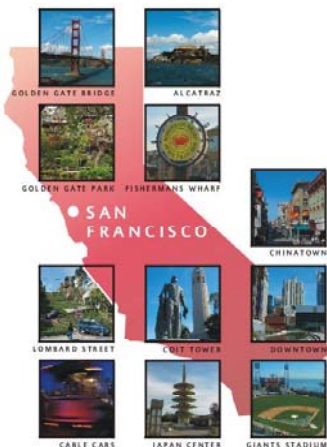 GOLDEN GATE BRIDGE
ALCATRAZ
GOLDEN GATE PARK
FISHERMANS WHARF
SAN
FRANCISCO
CHINATOWN
LOMBARD STREET
COIT TOWER
DOWNTOWN
CABLE CARS
JAPAN CENTER
GIANTS STADIUM